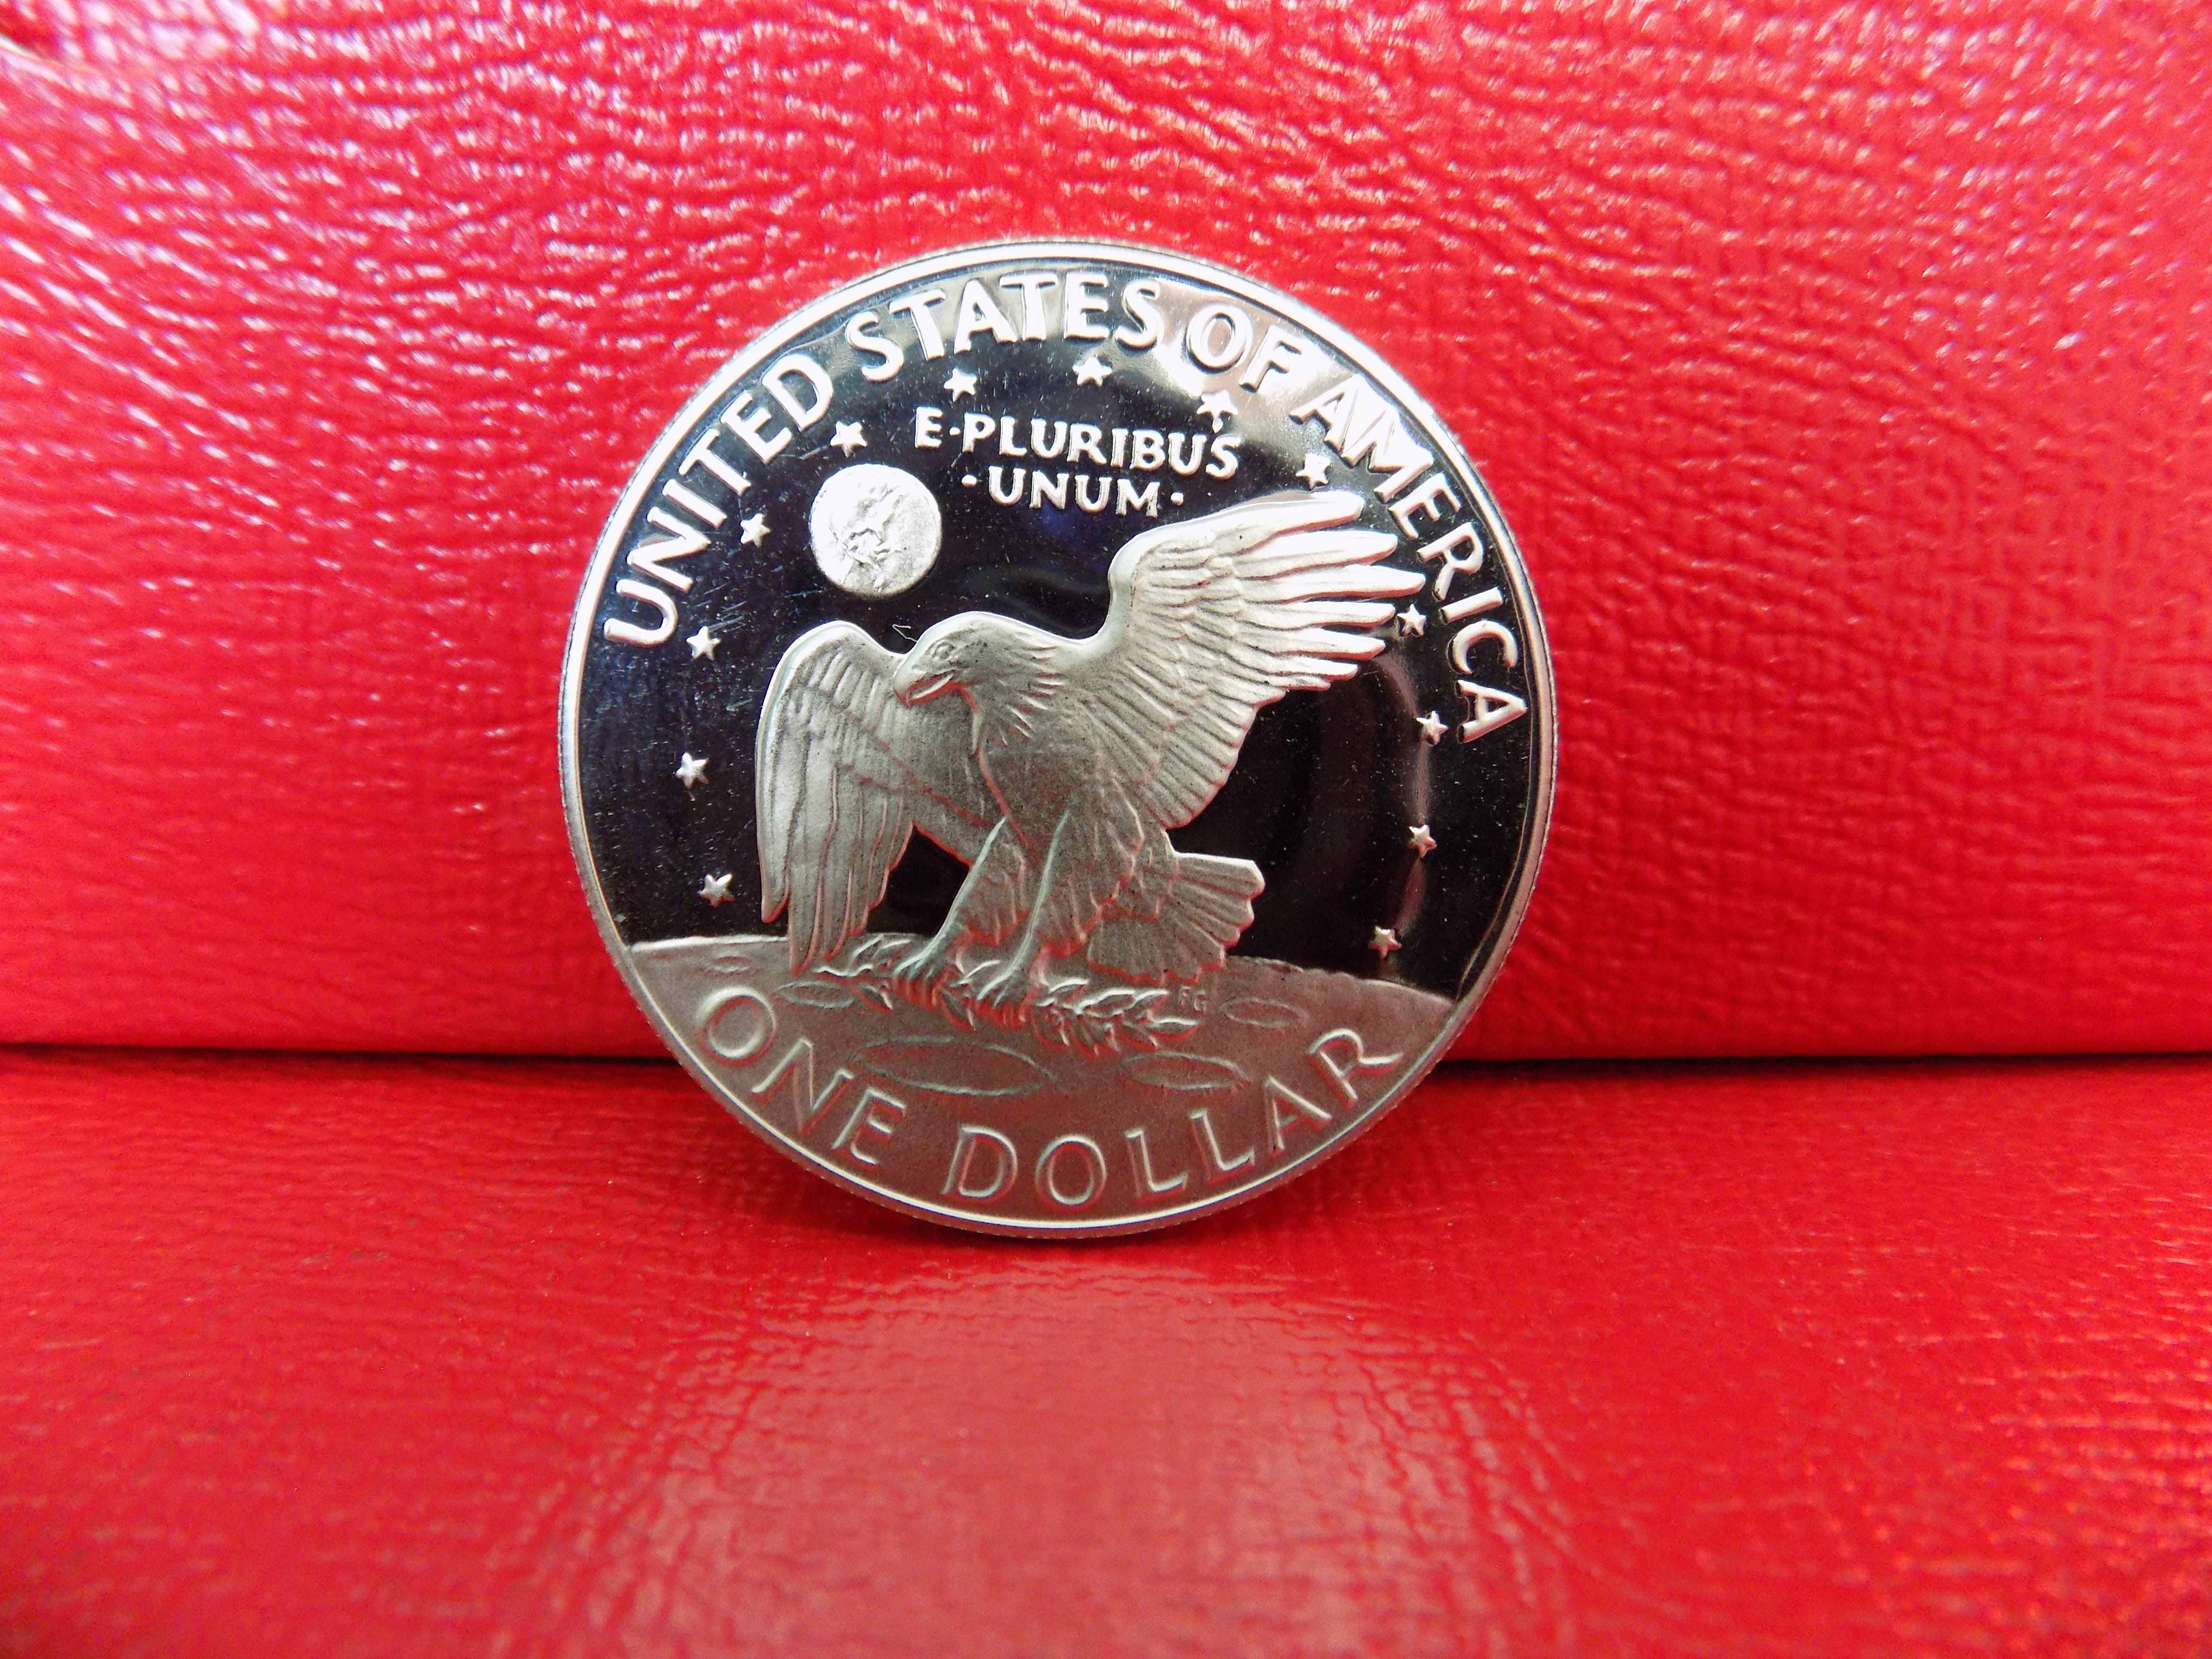 UNITED STATES OF AMERICA
E·PLURIBUS
·UNUM·
FG
ONE DOLLAR